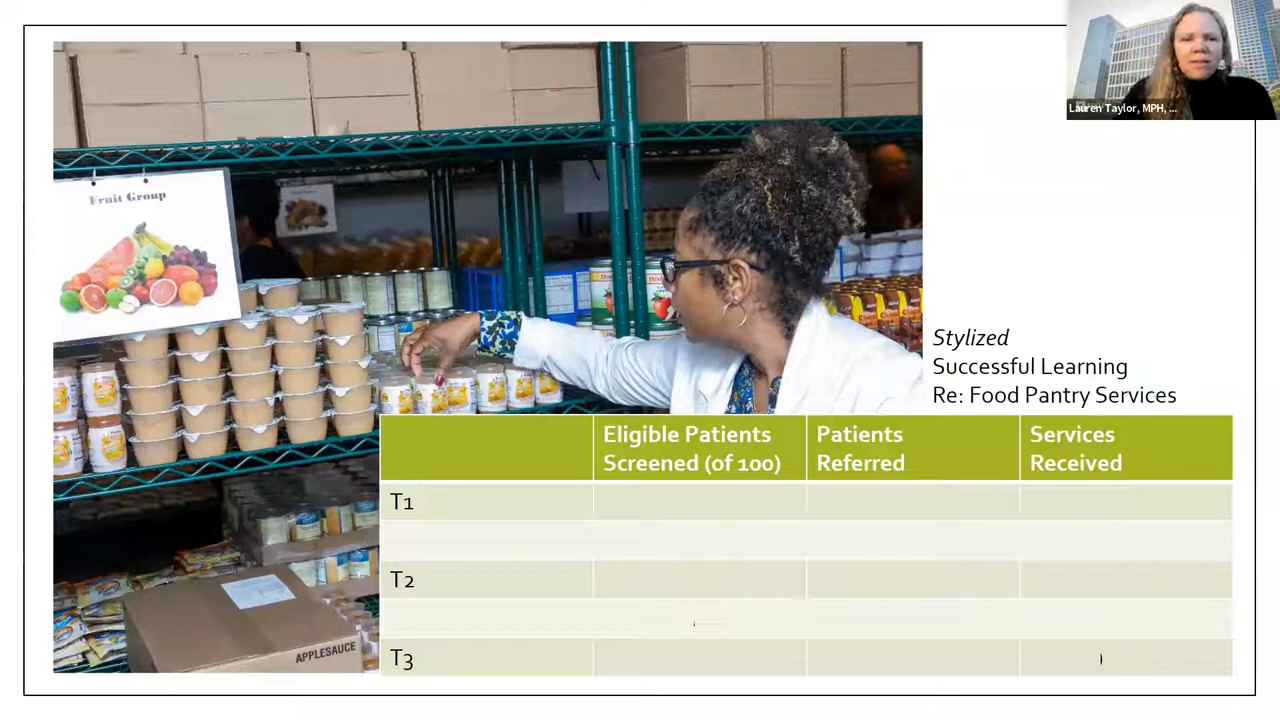 Lauren Taylor, MPH, ...
Fruit Group
Stylized
Successful Learning
Re: Food Pantry Services
Eligible Patients
Screened (of 100)
Patients
Referred
Services
Received
T1
T2
T3
APPLESAUCE